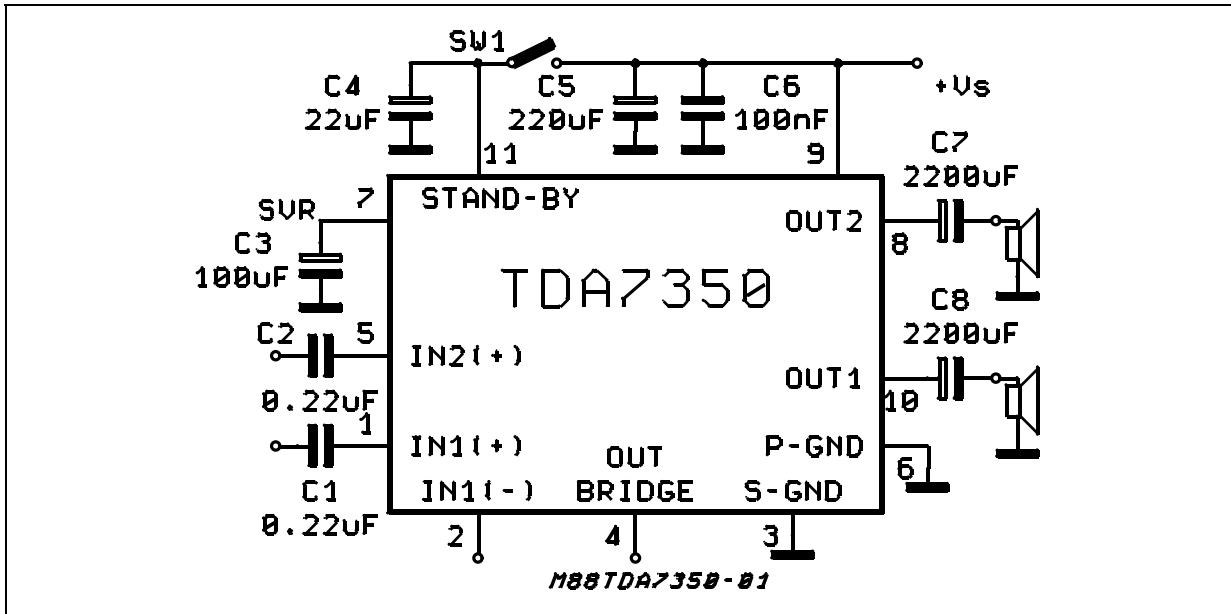 SW1
C4
22uF
C5
220uF
C6
100nF
+Vs
11
9
C7
2200uF
7
STAND-BY
SVR
OUT2
8
C3
100uF
TDA7350
C8
2200uF
C2
5
IN2(+)
0.22uF
OUT1
10
1
IN1(+)
OUT
BRIDGE
P-GND
6
C1
0.22uF
IN1(-)
S-GND
2
4
3
M88TDA7350-01